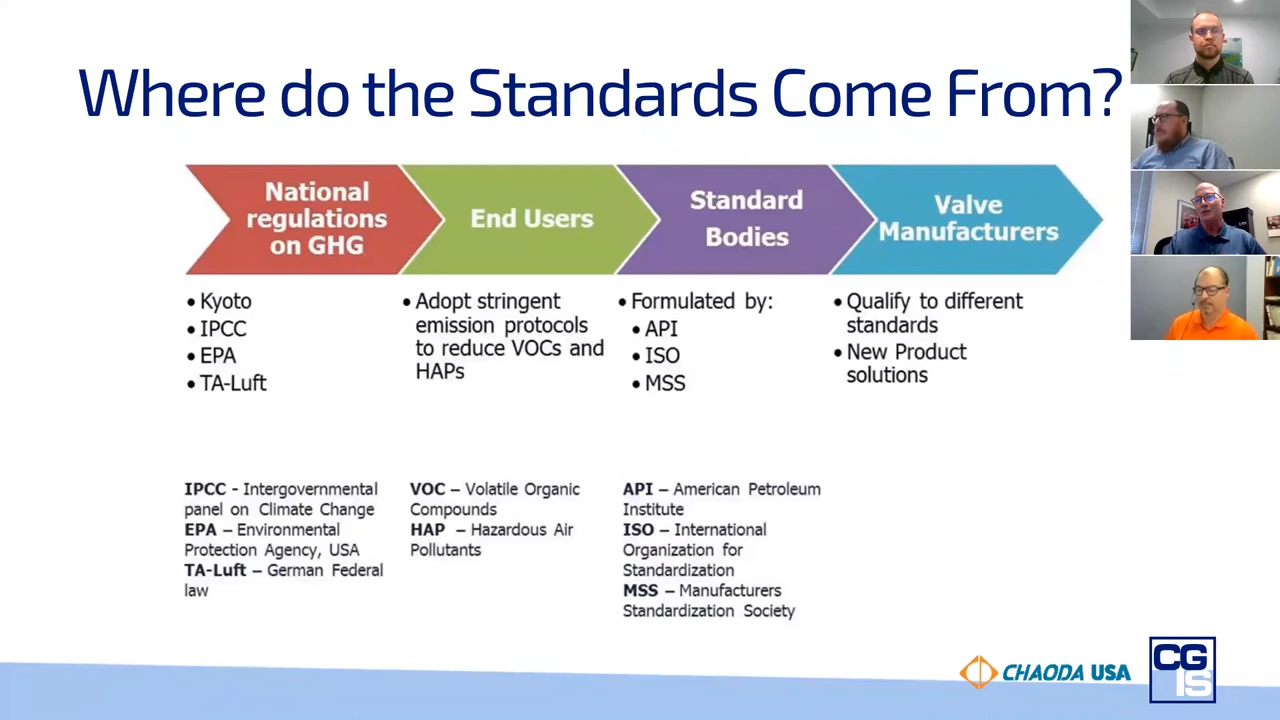 Where do the Standards Come From?
National
regulations
on GHG
End Users
Standard
Bodies
Valve
Manufacturers
• Kyoto
• IPCC
• EPA
• TA-Luft
• Adopt stringent
emission protocols
to reduce VOCs and
HAPs
• Formulated by:
• API
• ISO
• MSS
• Qualify to different
standards
• New Product
solutions
IPCC - Intergovernmental
panel on Climate Change
EPA – Environmental
Protection Agency, USA
TA-Luft – German Federal
law
VOC – Volatile Organic
Compounds
HAP – Hazardous Air
Pollutants
API – American Petroleum
Institute
ISO – International
Organization for
Standardization
MSS – Manufacturers
Standardization Society
CHAODA USA
CG
IS